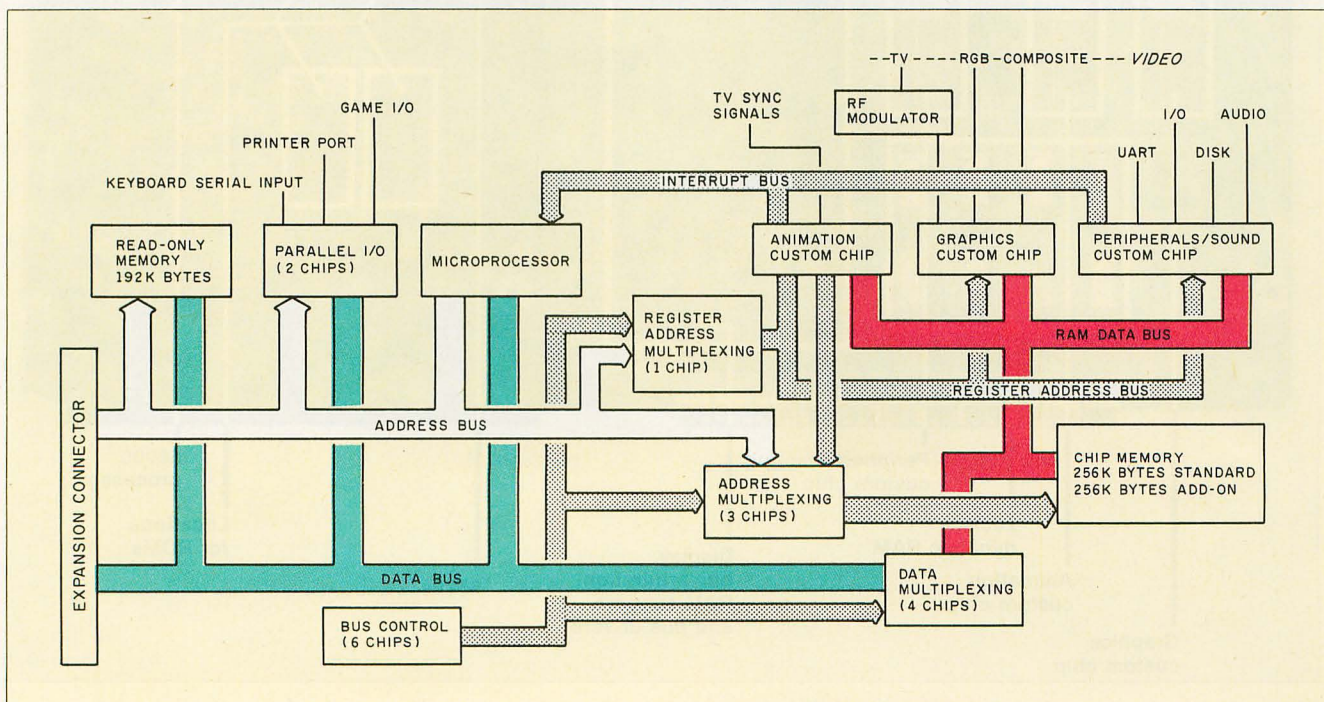 --TV----RGB-COMPOSITE---VIDEO
TV SYNC
SIGNALS
RF
MODULATOR
GAME I/O
I/O
AUDIO
PRINTER PORT
UART
DISK
KEYBOARD SERIAL INPUT
INTERRUPT BUS
READ-ONLY
MEMORY
192K BYTES
PARALLEL I/O
(2 CHIPS)
MICROPROCESSOR
ANIMATION
CUSTOM CHIP
GRAPHICS
CUSTOM CHIP
PERIPHERALS/SOUND
CUSTOM CHIP
REGISTER
ADDRESS
MULTIPLEXING
(1 CHIP)
RAM DATA BUS
REGISTER ADDRESS BUS
ADDRESS BUS
EXPANSION CONNECTOR
CHIP MEMORY
256K BYTES STANDARD
256K BYTES ADD-ON
ADDRESS
MULTIPLEXING
(3 CHIPS)
DATA BUS
DATA
MULTIPLEXING
(4 CHIPS)
BUS CONTROL
(6 CHIPS)